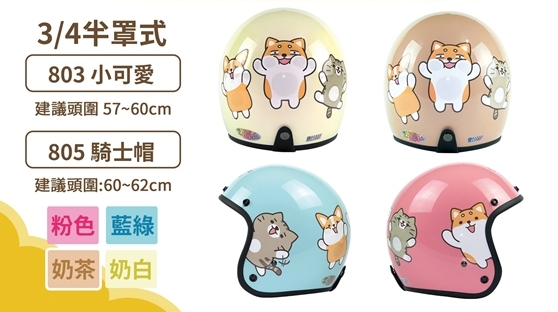 3/4半罩式
803 小可愛
建議頭圍 57~60cm
805 騎士帽
建議頭圍:60~62cm
粉色 藍綠
奶茶 奶白